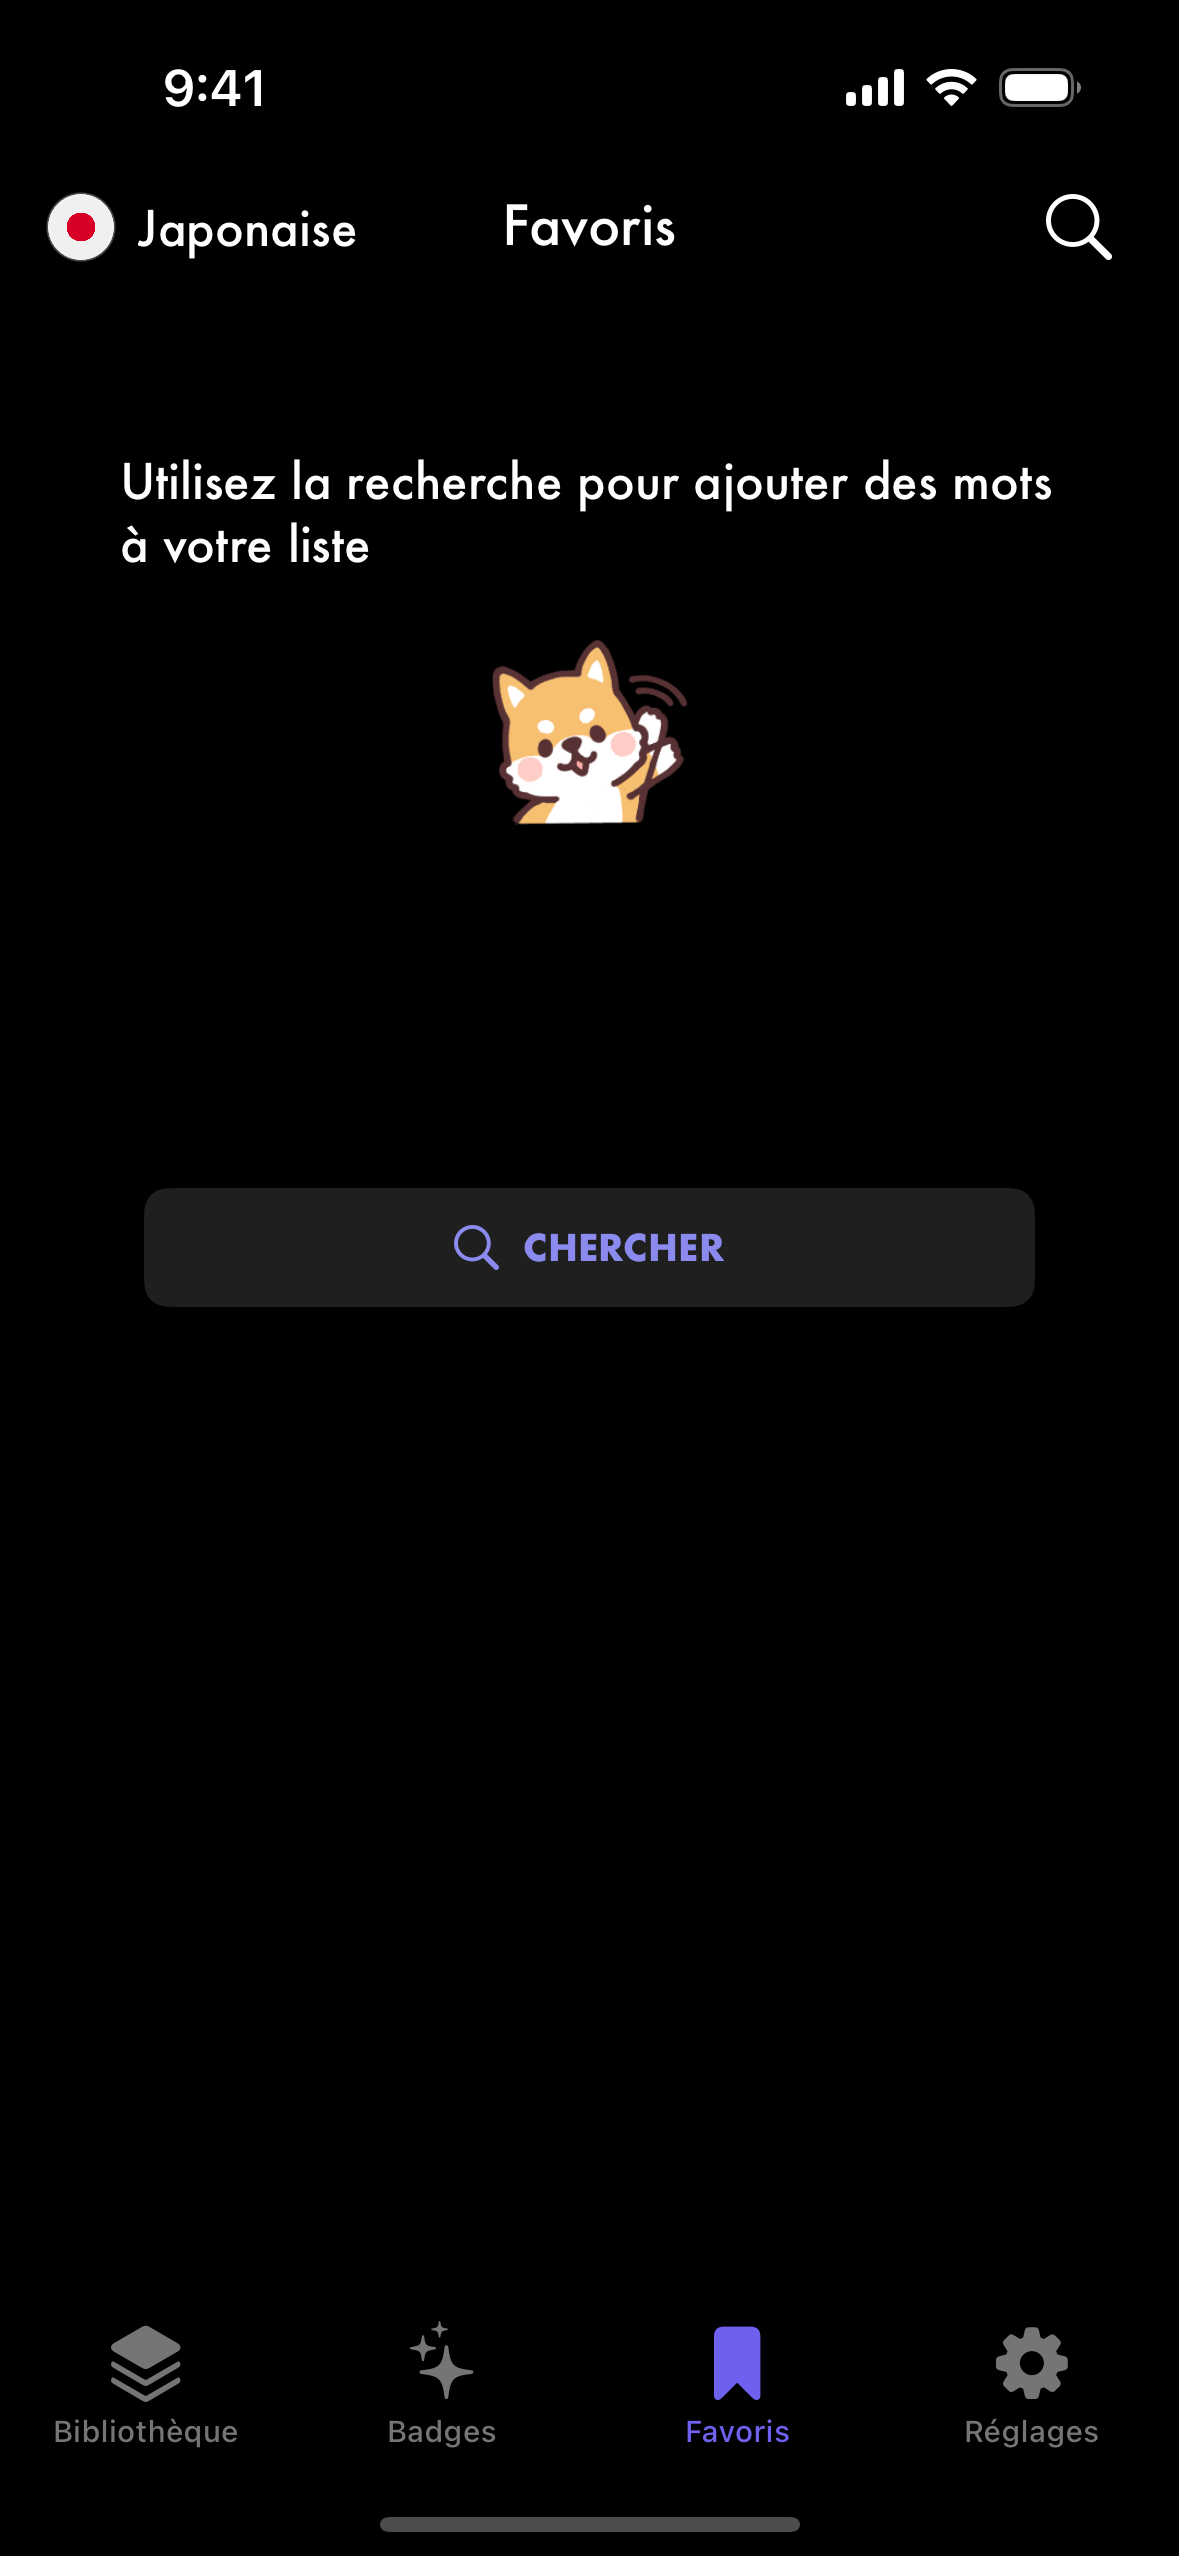 9:41
Japonaise
Favoris
Utilisez la recherche pour ajouter des mots
à votre liste
CHERCHER
Bibliothèque
Badges
Favoris
Réglages